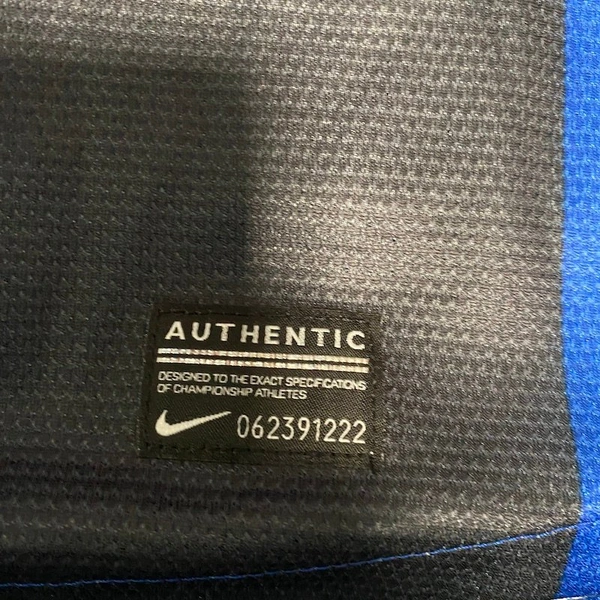 AUTHENTIC
DESIGNED TO THE EXACT SPECIFICATIONS
OF CHAMPIONSHIP ATHLETES
062391222